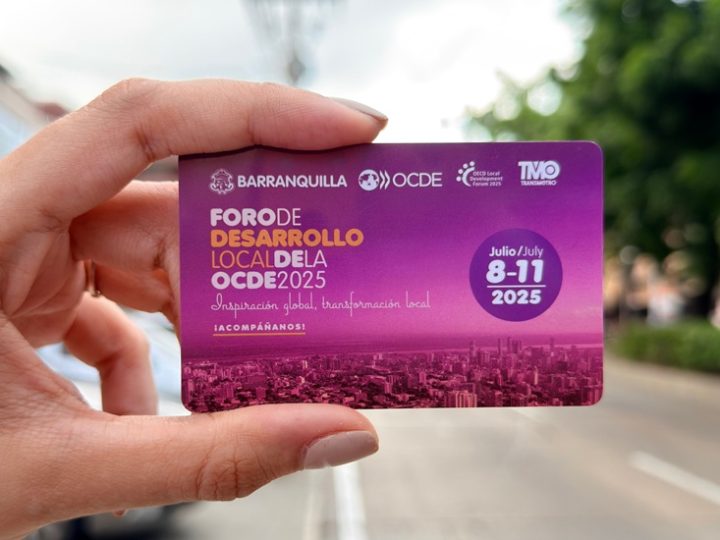 BARRANQUILLA
OCDE
OECD Local
Development
Forum 2025
TMO
TRANSMETRO
FORO DE
DESARROLLO
LOCAL DE LA
OCDE 2025
Inspiración global, transformación local
¡ACOMPÁÑANOS!
Julio/July
8-11
2025